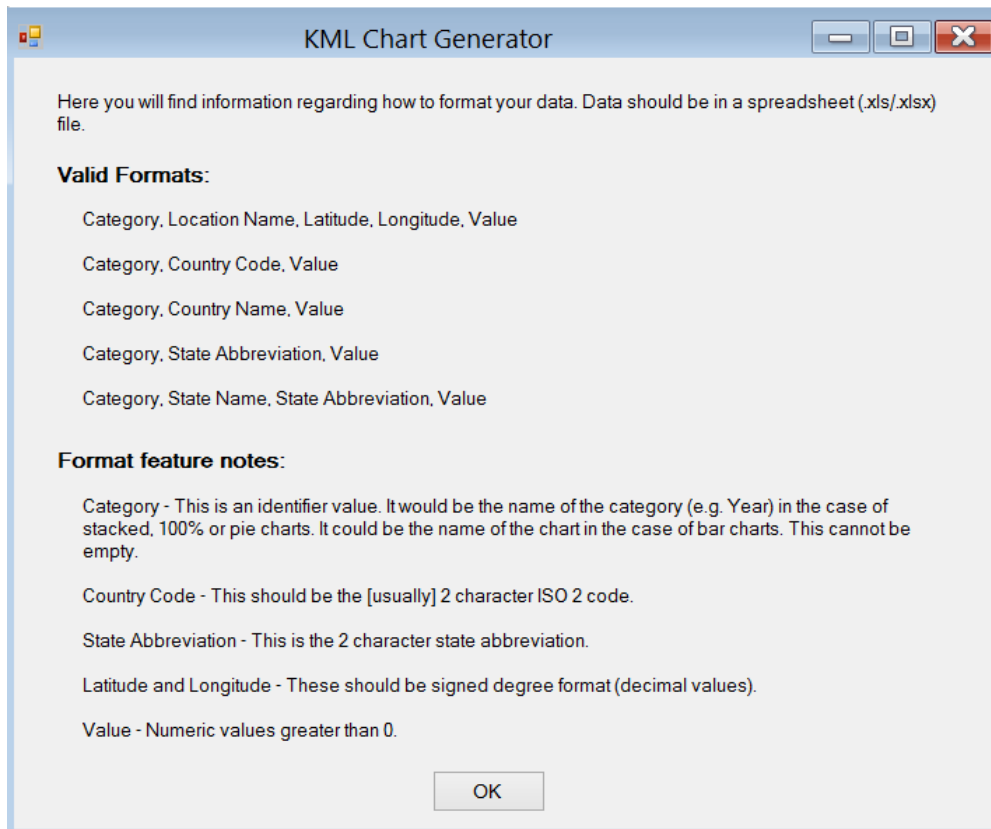 KML Chart Generator
Here you will find information regarding how to format your data. Data should be in a spreadsheet (.xls/.xlsx)
file.
Valid Formats:
Category, Location Name, Latitude, Longitude, Value
Category, Country Code, Value
Category, Country Name, Value
Category, State Abbreviation, Value
Category, State Name, State Abbreviation, Value
Format feature notes:
Category - This is an identifier value. It would be the name of the category (e.g. Year) in the case of
stacked, 100% or pie charts. It could be the name of the chart in the case of bar charts. This cannot be
empty.
Country Code - This should be the [usually] 2 character ISO 2 code.
State Abbreviation - This is the 2 character state abbreviation.
Latitude and Longitude - These should be signed degree format (decimal values).
Value - Numeric values greater than 0.
OK